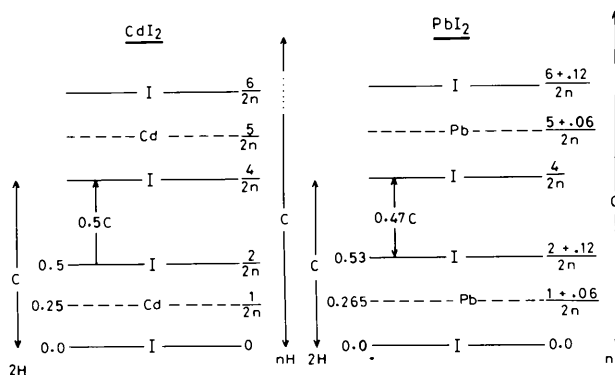 CdI2
I 6/2n
Cd 5/2n
I 4/2n
0.5C
C
C
0.5 I 2/2n
0.25 Cd 1/2n
0.0 I 0
2H
nH
PbI2
I 6+.12/2n
Pb 5+.06/2n
I 4/2n
0.47C
C
0.53 I 2+.12/2n
0.265 Pb 1+.06/2n
0.0 I 0.0
2H
n